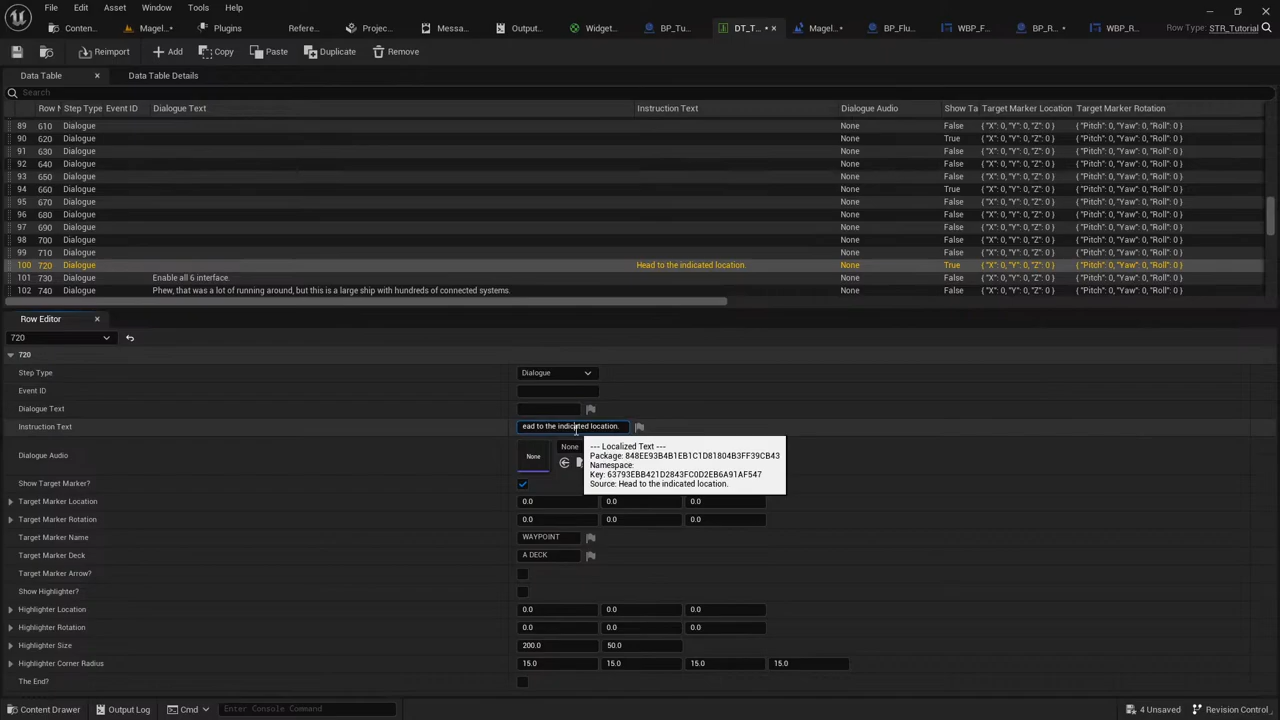 File Edit Asset Window Tools Help
Conten... Magel... Plugins Refere... Projec... Messa... Output... Widget... BP_Tu... DT_T... Magel... BP_Flu... WBP_F... BP_R... WBP_R... Row Type: STR_Tutorial
Reimport Add Copy Paste Duplicate Remove
Data Table Data Table Details
Search
Row N Step Type Event ID Dialogue Text Instruction Text Dialogue Audio Show Ta Target Marker Location Target Marker Rotation
89 610 Dialogue None False { "X": 0, "Y": 0, "Z": 0 } { "Pitch": 0, "Yaw": 0, "Roll": 0 }
90 620 Dialogue None True { "X": 0, "Y": 0, "Z": 0 } { "Pitch": 0, "Yaw": 0, "Roll": 0 }
91 630 Dialogue None False { "X": 0, "Y": 0, "Z": 0 } { "Pitch": 0, "Yaw": 0, "Roll": 0 }
92 640 Dialogue None False { "X": 0, "Y": 0, "Z": 0 } { "Pitch": 0, "Yaw": 0, "Roll": 0 }
93 650 Dialogue None False { "X": 0, "Y": 0, "Z": 0 } { "Pitch": 0, "Yaw": 0, "Roll": 0 }
94 660 Dialogue None True { "X": 0, "Y": 0, "Z": 0 } { "Pitch": 0, "Yaw": 0, "Roll": 0 }
95 670 Dialogue None False { "X": 0, "Y": 0, "Z": 0 } { "Pitch": 0, "Yaw": 0, "Roll": 0 }
96 680 Dialogue None False { "X": 0, "Y": 0, "Z": 0 } { "Pitch": 0, "Yaw": 0, "Roll": 0 }
97 690 Dialogue None False { "X": 0, "Y": 0, "Z": 0 } { "Pitch": 0, "Yaw": 0, "Roll": 0 }
98 700 Dialogue None False { "X": 0, "Y": 0, "Z": 0 } { "Pitch": 0, "Yaw": 0, "Roll": 0 }
99 710 Dialogue None False { "X": 0, "Y": 0, "Z": 0 } { "Pitch": 0, "Yaw": 0, "Roll": 0 }
100 720 Dialogue Head to the indicated location. None True { "X": 0, "Y": 0, "Z": 0 } { "Pitch": 0, "Yaw": 0, "Roll": 0 }
101 730 Dialogue Enable all 6 interface. None False { "X": 0, "Y": 0, "Z": 0 } { "Pitch": 0, "Yaw": 0, "Roll": 0 }
102 740 Dialogue Phew, that was a lot of running around, but this is a large ship with hundreds of connected systems. None False { "X": 0, "Y": 0, "Z": 0 } { "Pitch": 0, "Yaw": 0, "Roll": 0 }
Row Editor
720
720
Step Type Dialogue
Event ID
Dialogue Text
Instruction Text ead to the indicated location.
Dialogue Audio None None
--- Localized Text ---
Package: 848EE93B4B1EB1C1D81804B3FF39CB43
Namespace:
Key: 63793EBB421D2843FC0D2EB6A91AF547
Source: Head to the indicated location.
Show Target Marker?
Target Marker Location 0.0 0.0 0.0
Target Marker Rotation 0.0 0.0 0.0
Target Marker Name WAYPOINT
Target Marker Deck A DECK
Target Marker Arrow?
Show Highlighter?
Highlighter Location 0.0 0.0 0.0
Highlighter Rotation 0.0 0.0 0.0
Highlighter Size 200.0 50.0
Highlighter Corner Radius 15.0 15.0 15.0 15.0
The End?
Content Drawer Output Log Cmd Enter Console Command 4 Unsaved Revision Control